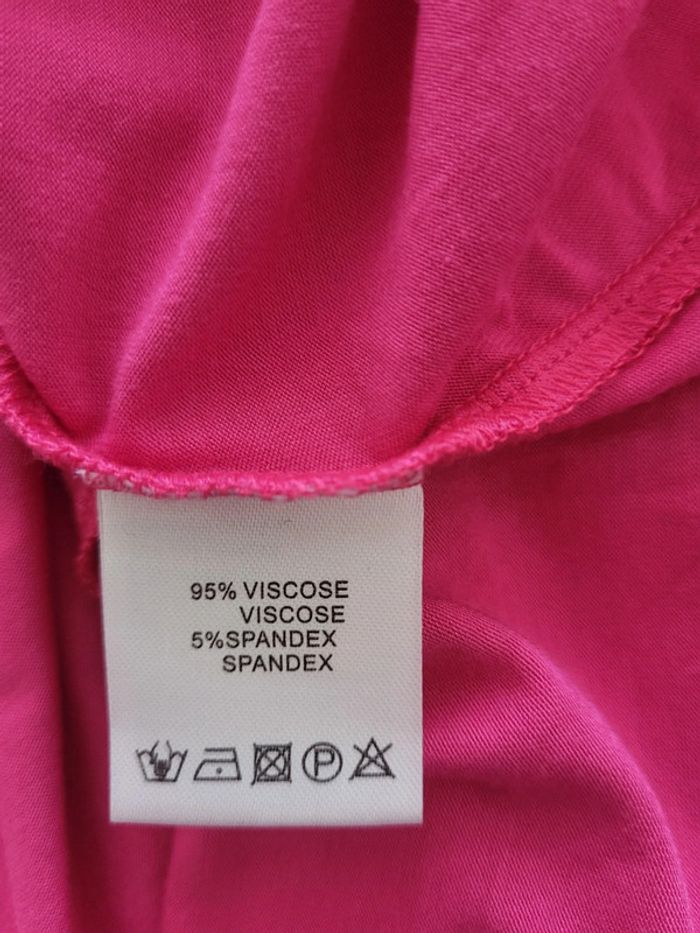 95% VISCOSE
VISCOSE
5%SPANDEX
SPANDEX
P